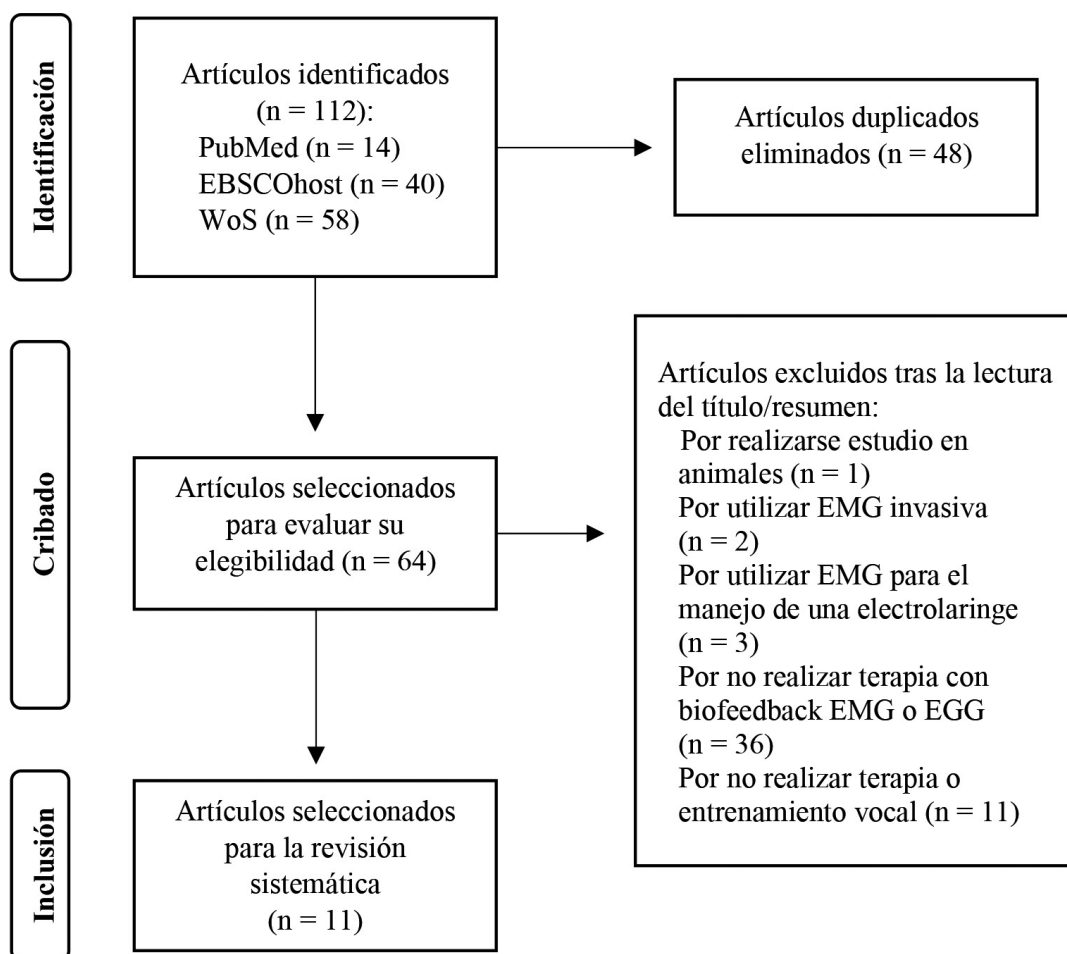 Identificación
Artículos identificados
(n = 112):
PubMed (n = 14)
EBSCOhost (n = 40)
WoS (n = 58)
Artículos duplicados
eliminados (n = 48)
Cribado
Artículos seleccionados
para evaluar su
elegibilidad (n = 64)
Artículos excluidos tras la lectura
del título/resumen:
Por realizarse estudio en
animales (n = 1)
Por utilizar EMG invasiva
(n = 2)
Por utilizar EMG para el
manejo de una electrolaringe
(n = 3)
Por no realizar terapia con
biofeedback EMG o EGG
(n = 36)
Por no realizar terapia o
entrenamiento vocal (n = 11)
Inclusión
Artículos seleccionados
para la revisión
sistemática
(n = 11)